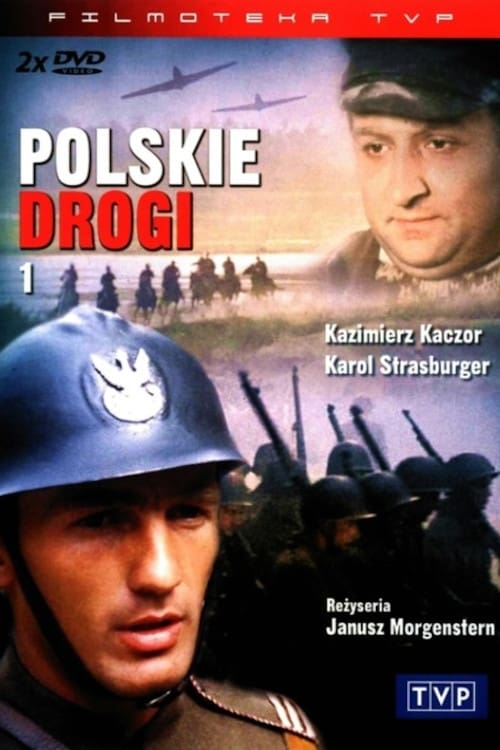 FILMOTEKA TVP
2x DVD
VIDEO
POLSKIE
DROGI
1
Kazimierz Kaczor
Karol Strasburger
Reżyseria
Janusz Morgenstern
TVP